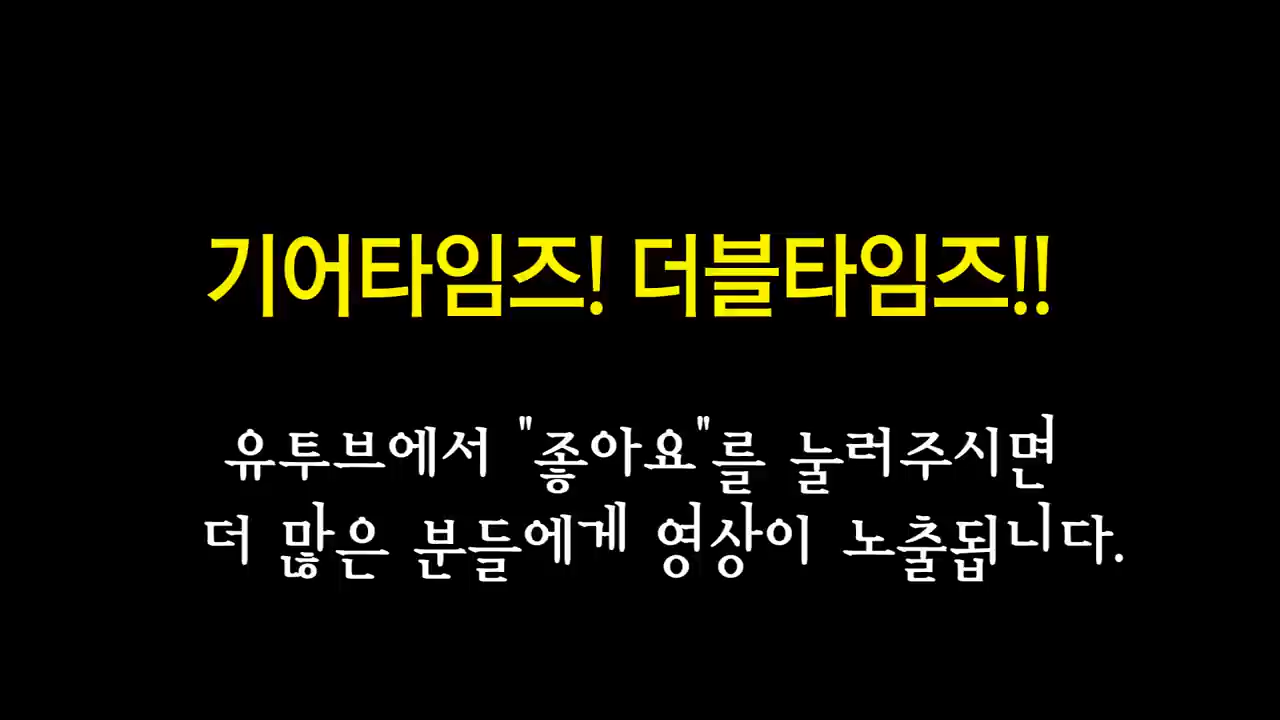 기어타임즈! 더블타임즈!!
유투브에서 "좋아요"를 눌러주시면
더 많은 분들에게 영상이 노출됩니다.